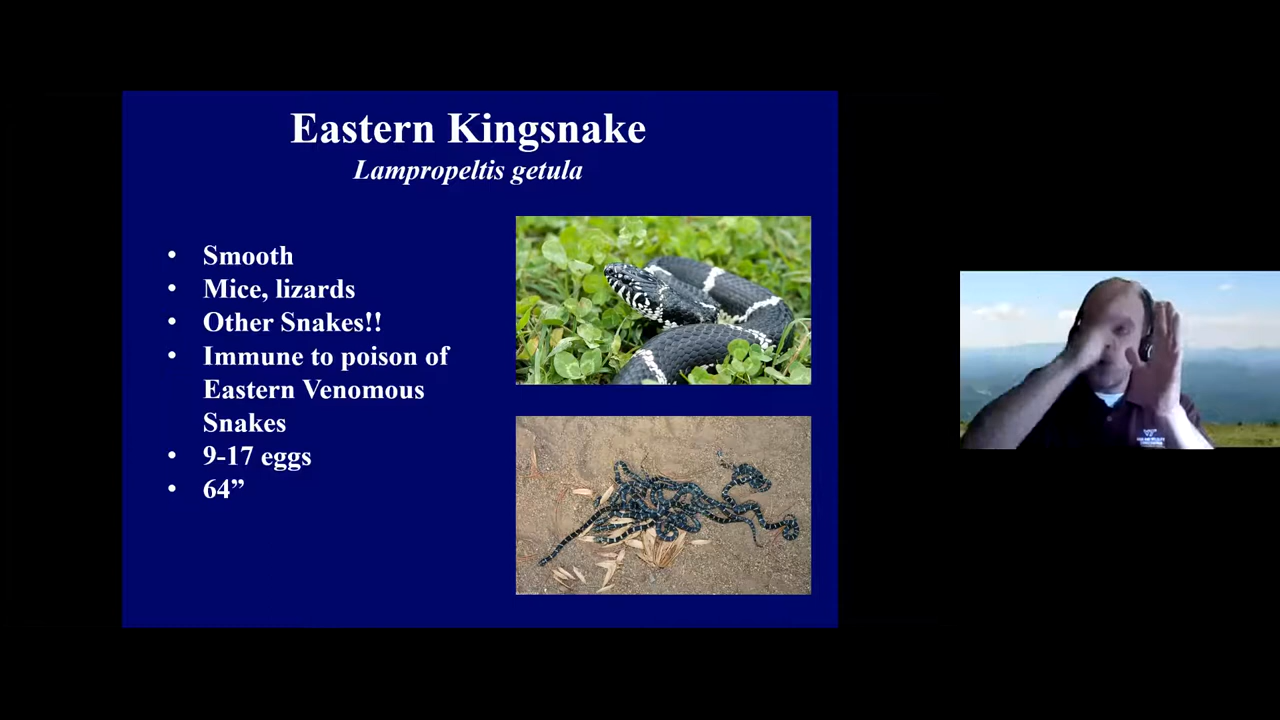 Eastern Kingsnake
Lampropeltis getula
• Smooth
• Mice, lizards
• Other Snakes!!
• Immune to poison of
Eastern Venomous
Snakes
• 9-17 eggs
• 64”